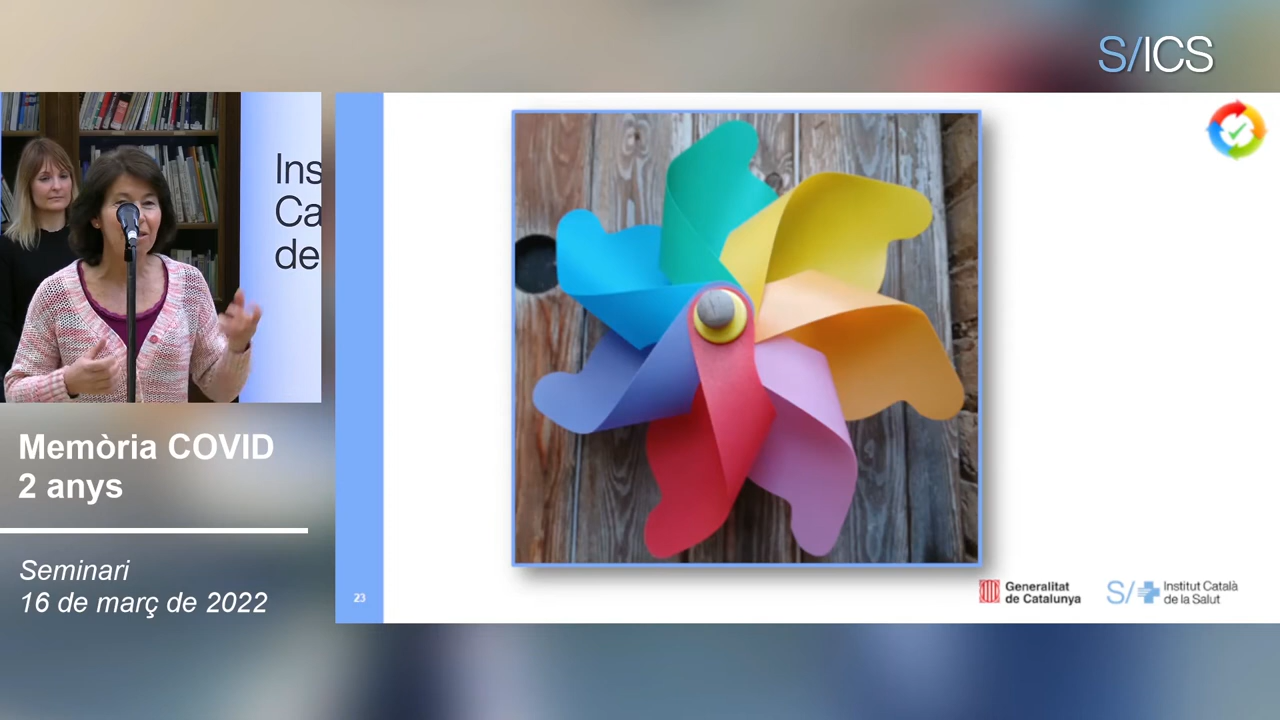 S/ICS
Ins
Ca
de
Memòria COVID
2 anys
Seminari
16 de març de 2022
23
Generalitat
de Catalunya
S/
Institut Català
de la Salut